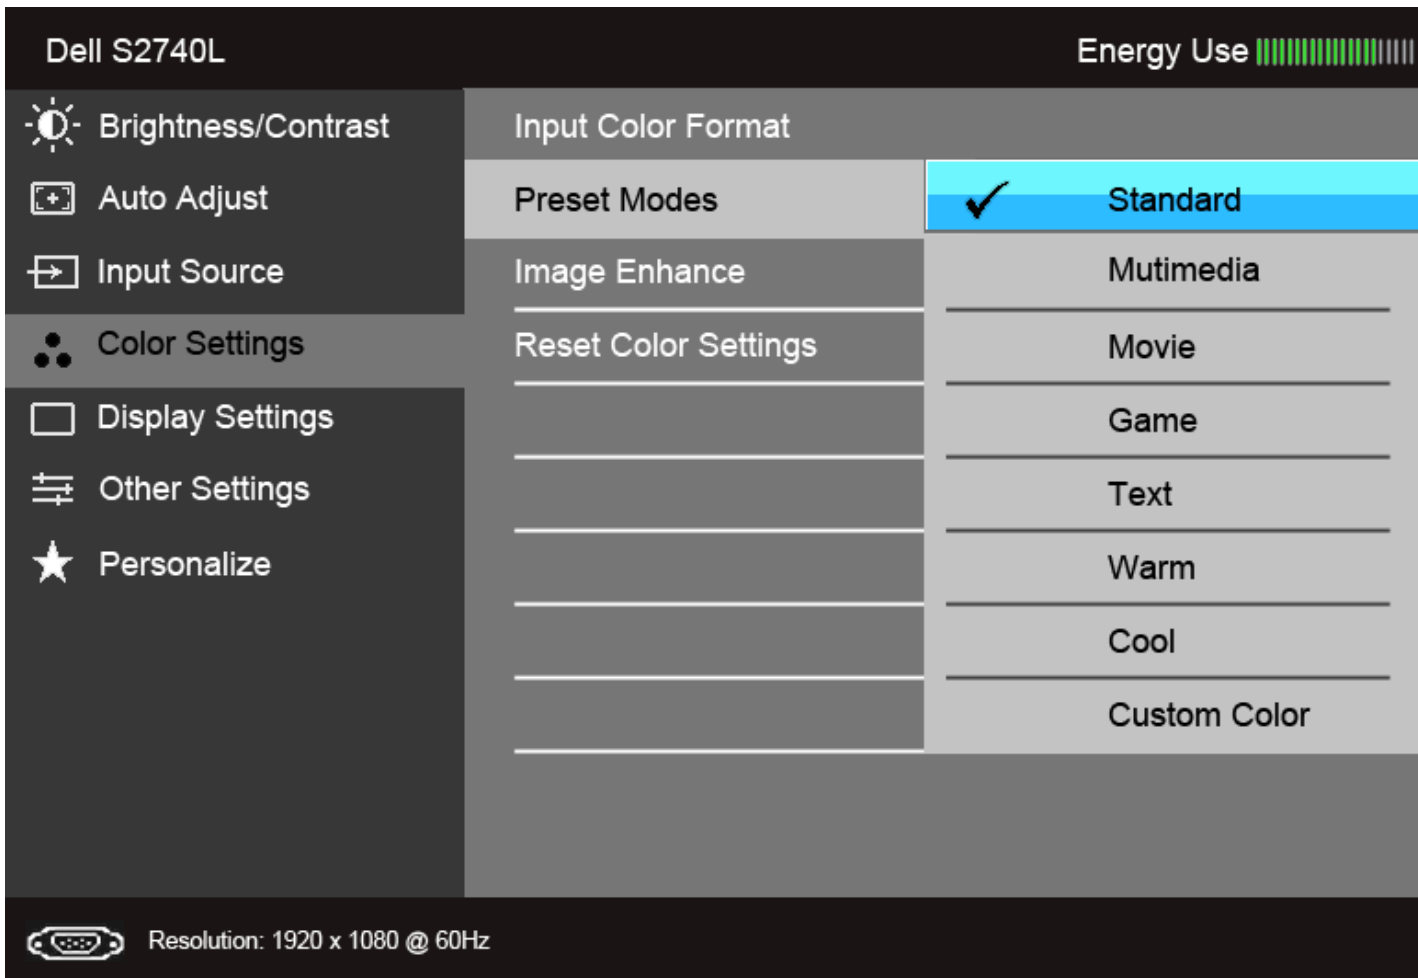 Dell S2740L
Energy Use
Brightness/Contrast
Auto Adjust
Input Source
Color Settings
Display Settings
Other Settings
Personalize
Input Color Format
Preset Modes
Image Enhance
Reset Color Settings
Standard
Mutimedia
Movie
Game
Text
Warm
Cool
Custom Color
Resolution: 1920 x 1080 @ 60Hz